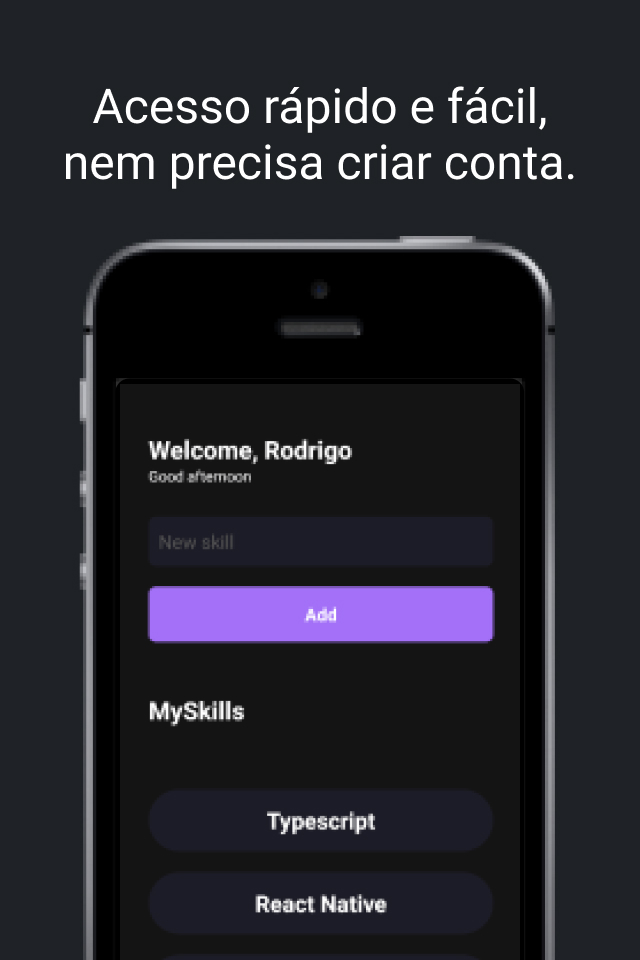 Acesso rápido e fácil,
nem precisa criar conta.
Welcome, Rodrigo
Good afternoon
New skill
Add
MySkills
Typescript
React Native